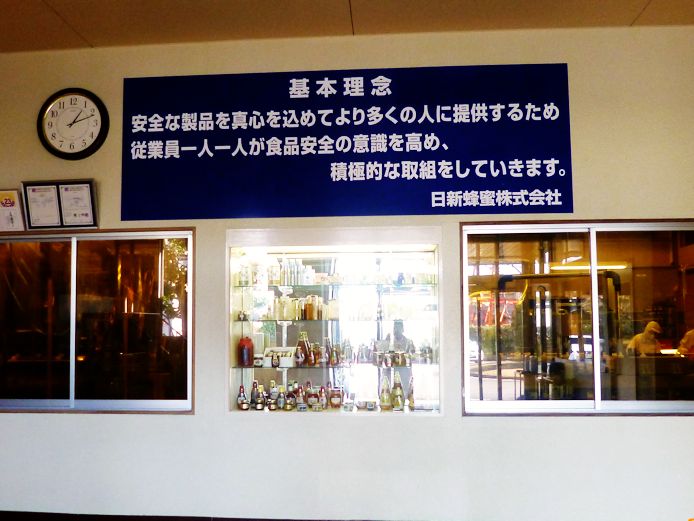 基本理念
安全な製品を真心を込めてより多くの人に提供するため
従業員一人一人が食品安全の意識を高め、
積極的な取組をしていきます。
日新蜂蜜株式会社